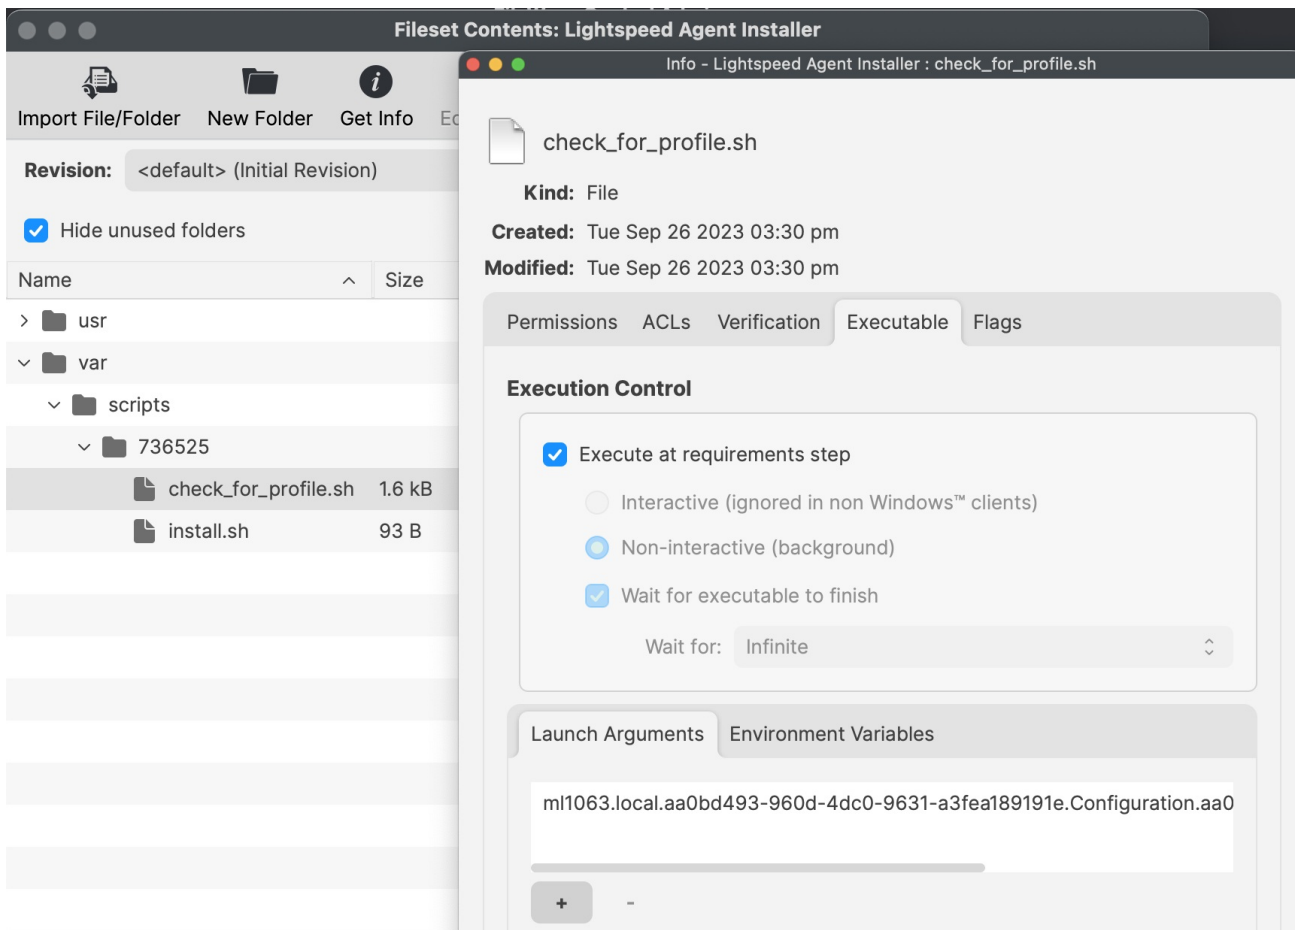 Fileset Contents: Lightspeed Agent Installer
Import File/Folder New Folder Get Info
Revision: <default> (Initial Revision)
Hide unused folders
Name Size
usr
var
scripts
736525
check_for_profile.sh 1.6 kB
install.sh 93 B
Info - Lightspeed Agent Installer : check_for_profile.sh
check_for_profile.sh
Kind: File
Created: Tue Sep 26 2023 03:30 pm
Modified: Tue Sep 26 2023 03:30 pm
Permissions ACLs Verification Executable Flags
Execution Control
Execute at requirements step
Interactive (ignored in non Windows™ clients)
Non-interactive (background)
Wait for executable to finish
Wait for: Infinite
Launch Arguments Environment Variables
ml1063.local.aa0bd493-960d-4dc0-9631-a3fea189191e.Configuration.aa0
+ -